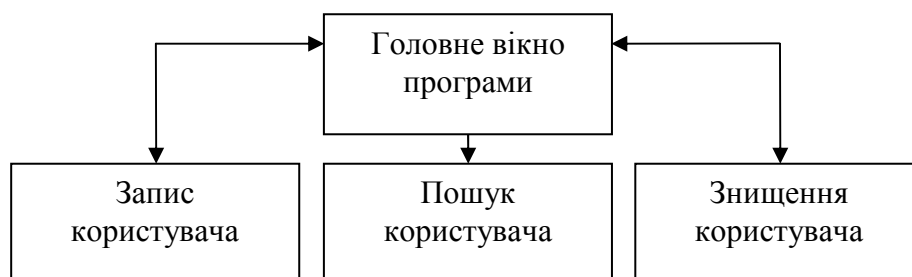 Головне вікно
програми
Запис
користувача
Пошук
користувача
Знищення
користувача